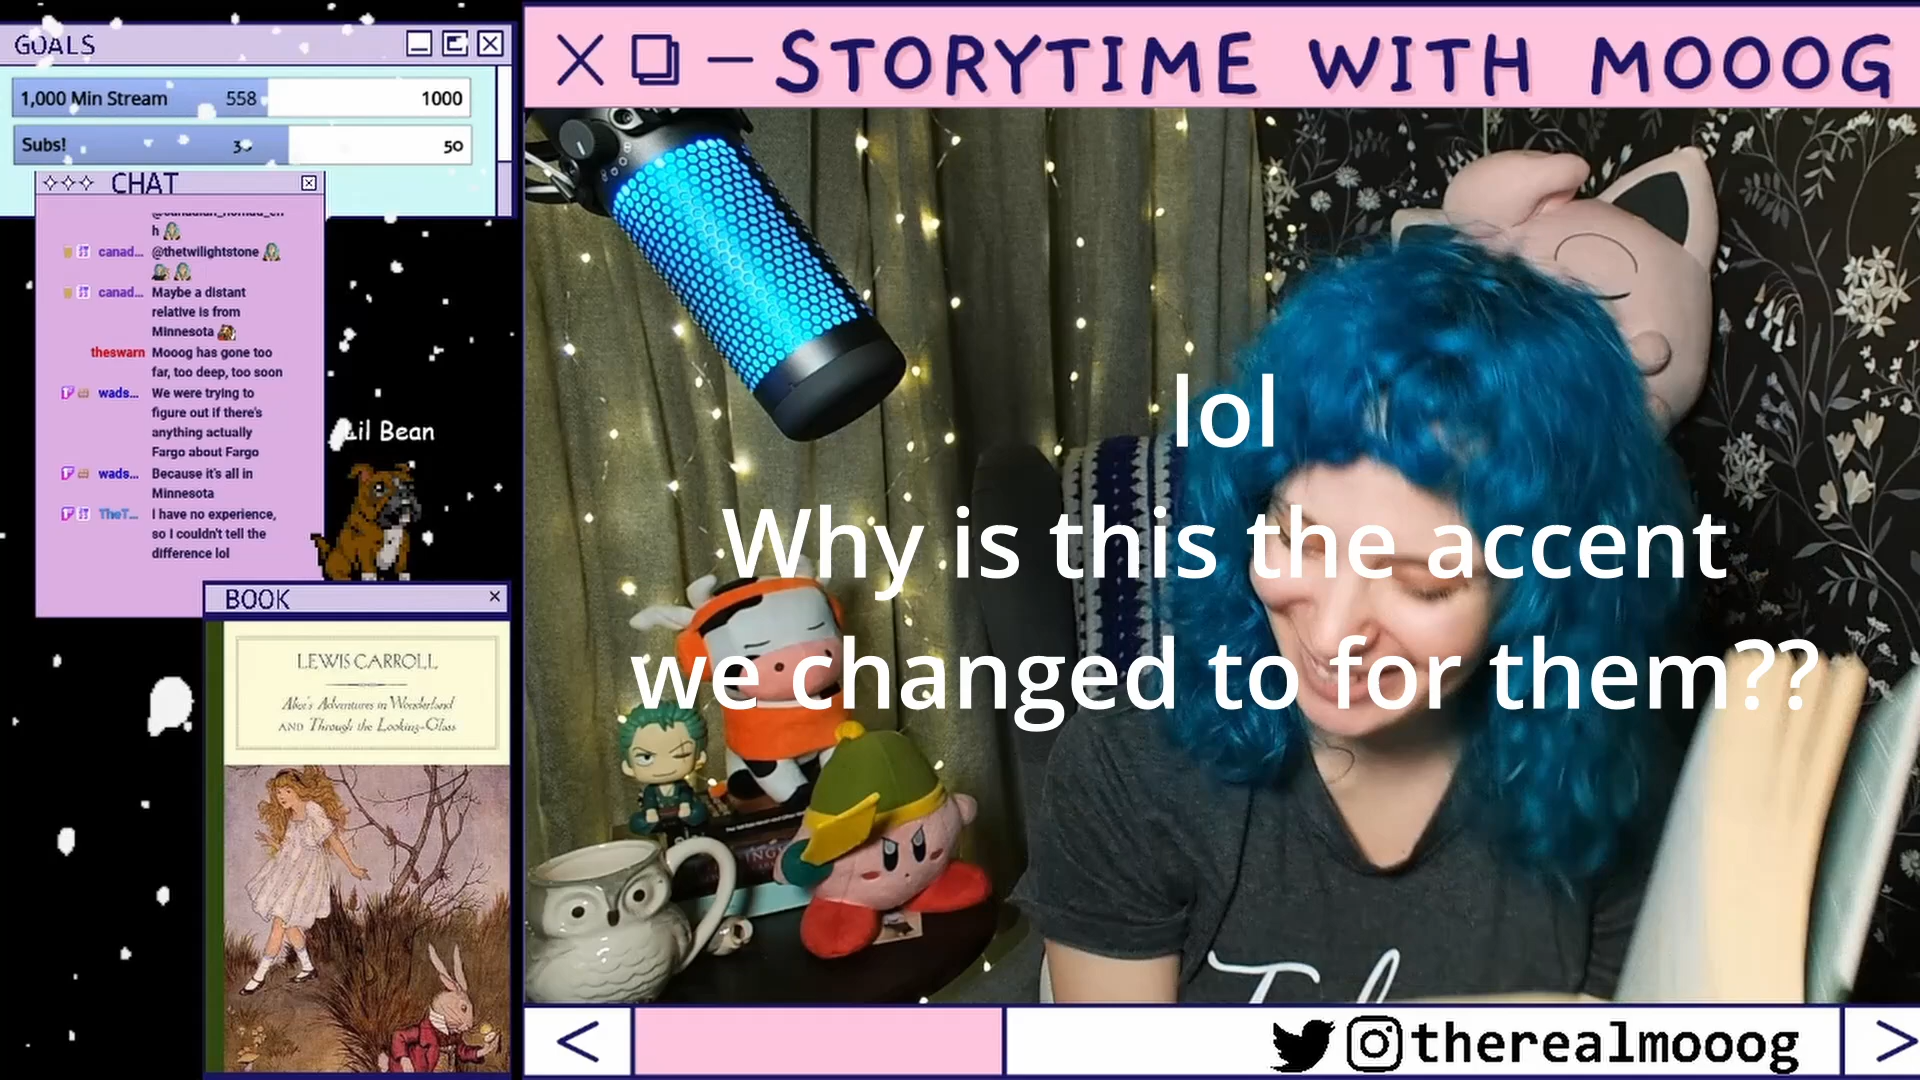 GOALS
1,000 Min Stream 558 1000
Subs! 50
CHAT
h
canad... @thetwilightstone
canad... Maybe a distant
relative is from
Minnesota
theswarn Mooog has gone too
far, too deep, too soon
wads... We were trying to
figure out if there's
anything actually
Fargo about Fargo
wads... Because it's all in
Minnesota
TheT... I have no experience,
so I couldn't tell the
difference lol
Lil Bean
BOOK
LEWIS CARROLL
Alice's Adventures in Wonderland
AND Through the Looking-Glass
STORYTIME WITH MOOOG
lol
Why is this the accent
we changed to for them??
therealmooog